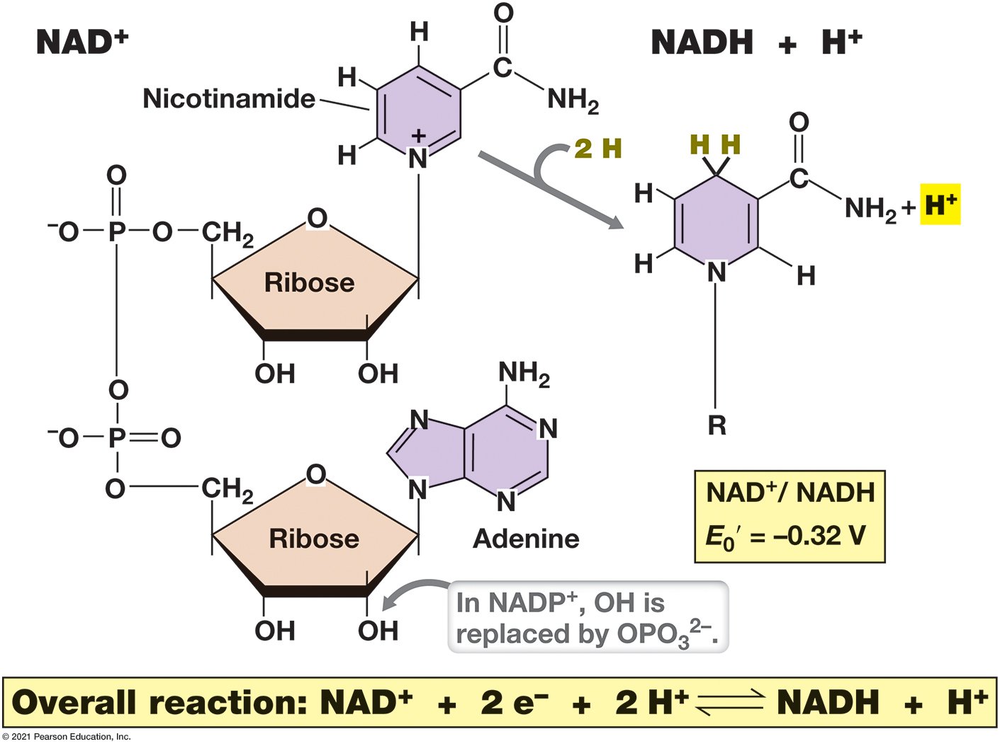 NAD⁺
NADH + H⁺
O
H
C
H
NH₂
Nicotinamide
+
H
N
2 H
O
H H
C
H
NH₂ + H⁺
H
N
H
R
O
⁻O P O CH₂
O
Ribose
OH OH
O
⁻O P O
O CH₂
O
Ribose
OH OH
NH₂
N
N
N
N
Adenine
NAD⁺/ NADH
E₀′ = –0.32 V
In NADP⁺, OH is
replaced by OPO₃²⁻.
Overall reaction: NAD⁺ + 2 e⁻ + 2 H⁺ ⇌ NADH + H⁺
© 2021 Pearson Education, Inc.